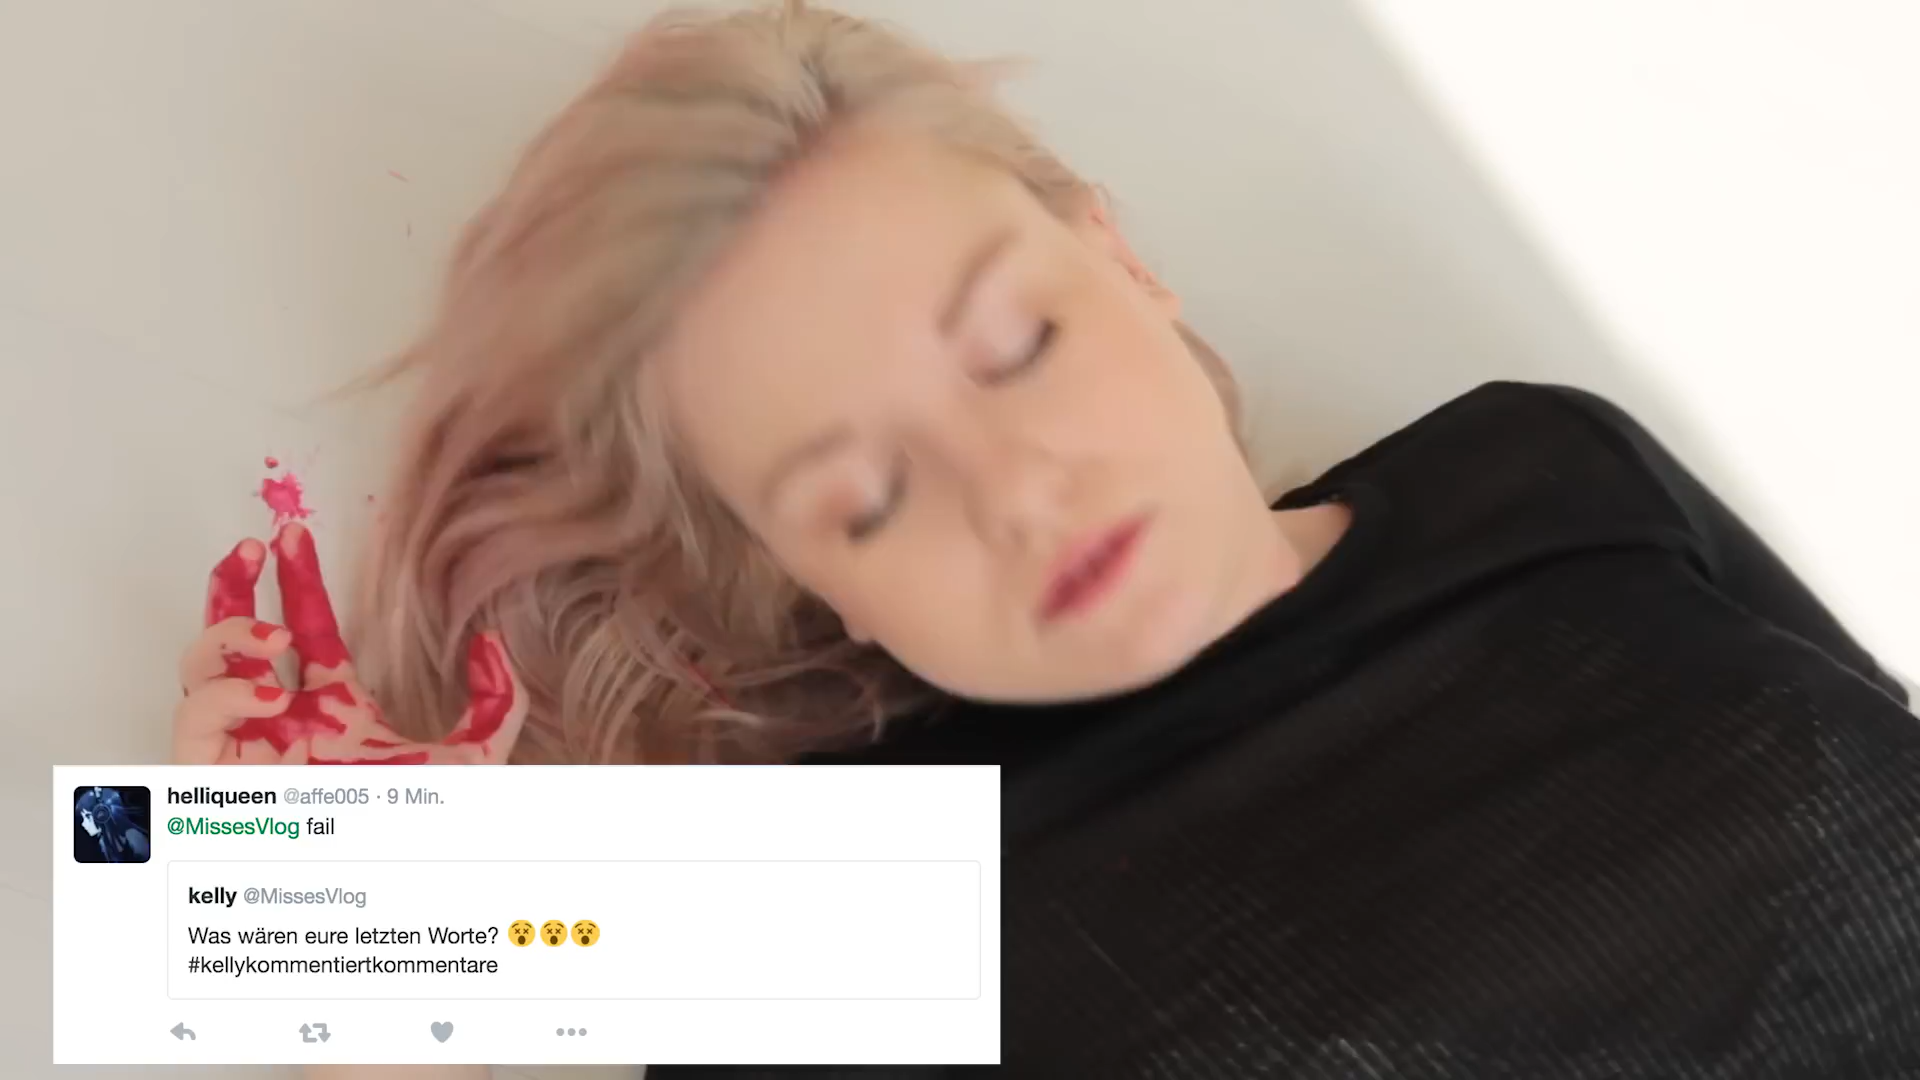 helliqueen @affe005 · 9 Min.
@MissesVlog fail
kelly @MissesVlog
Was wären eure letzten Worte? 😵😵😵
#kellykommentiertkommentare